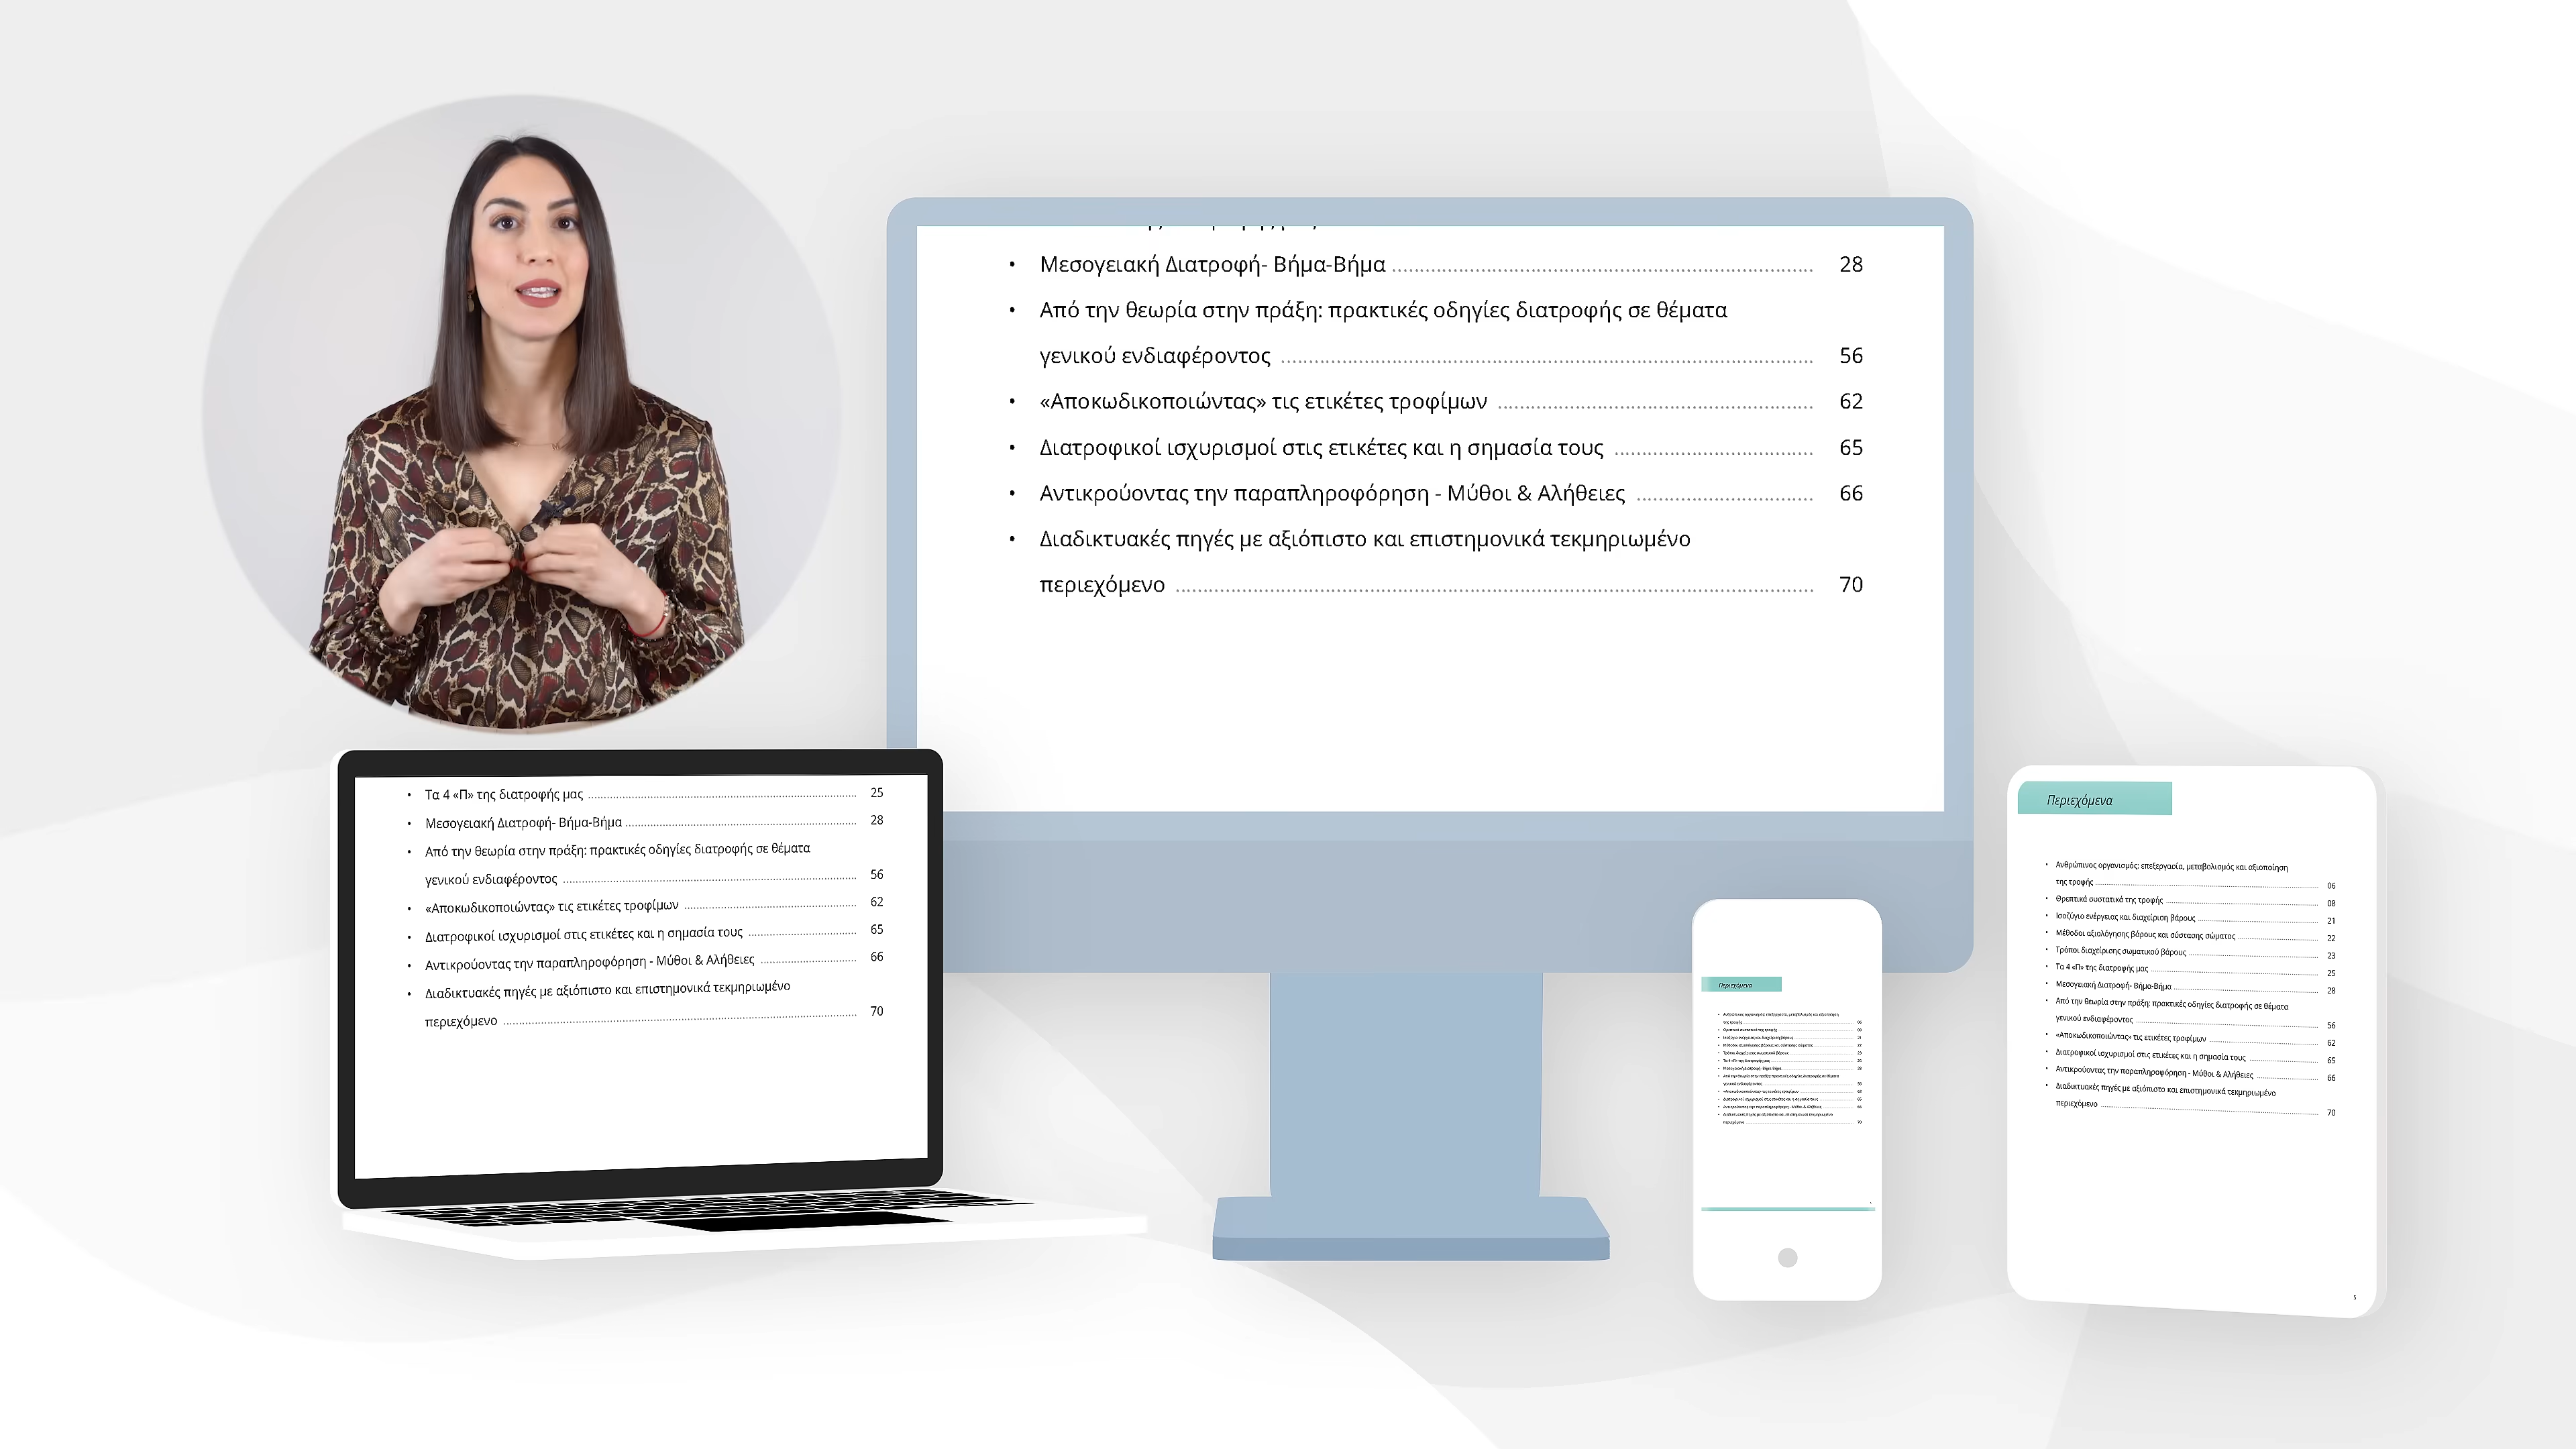 • Μεσογειακή Διατροφή- Βήμα-Βήμα ........ 28
• Από την θεωρία στην πράξη: πρακτικές οδηγίες διατροφής σε θέματα
γενικού ενδιαφέροντος ........ 56
• «Αποκωδικοποιώντας» τις ετικέτες τροφίμων ........ 62
• Διατροφικοί ισχυρισμοί στις ετικέτες και η σημασία τους ........ 65
• Αντικρούοντας την παραπληροφόρηση - Μύθοι & Αλήθειες ........ 66
• Διαδικτυακές πηγές με αξιόπιστο και επιστημονικά τεκμηριωμένο
περιεχόμενο ........ 70
• Τα 4 «Π» της διατροφής μας ........ 25
• Μεσογειακή Διατροφή- Βήμα-Βήμα ........ 28
• Από την θεωρία στην πράξη: πρακτικές οδηγίες διατροφής σε θέματα
γενικού ενδιαφέροντος ........ 56
• «Αποκωδικοποιώντας» τις ετικέτες τροφίμων ........ 62
• Διατροφικοί ισχυρισμοί στις ετικέτες και η σημασία τους ........ 65
• Αντικρούοντας την παραπληροφόρηση - Μύθοι & Αλήθειες ........ 66
• Διαδικτυακές πηγές με αξιόπιστο και επιστημονικά τεκμηριωμένο
περιεχόμενο ........ 70
Περιεχόμενα
• Ανθρώπινος οργανισμός: επεξεργασία, μεταβολισμός και αξιοποίηση
της τροφής ........ 06
• Θρεπτικά συστατικά της τροφής ........ 08
• Ισοζύγιο ενέργειας και διαχείριση βάρους ........ 21
• Μέθοδοι αξιολόγησης βάρους και σύστασης σώματος ........ 22
• Τρόποι διαχείρισης σωματικού βάρους ........ 23
• Τα 4 «Π» της διατροφής μας ........ 25
• Μεσογειακή Διατροφή- Βήμα-Βήμα ........ 28
• Από την θεωρία στην πράξη: πρακτικές οδηγίες διατροφής σε θέματα
γενικού ενδιαφέροντος ........ 56
• «Αποκωδικοποιώντας» τις ετικέτες τροφίμων ........ 62
• Διατροφικοί ισχυρισμοί στις ετικέτες και η σημασία τους ........ 65
• Αντικρούοντας την παραπληροφόρηση - Μύθοι & Αλήθειες ........ 66
• Διαδικτυακές πηγές με αξιόπιστο και επιστημονικά τεκμηριωμένο
περιεχόμενο ........ 70
5
Περιεχόμενα